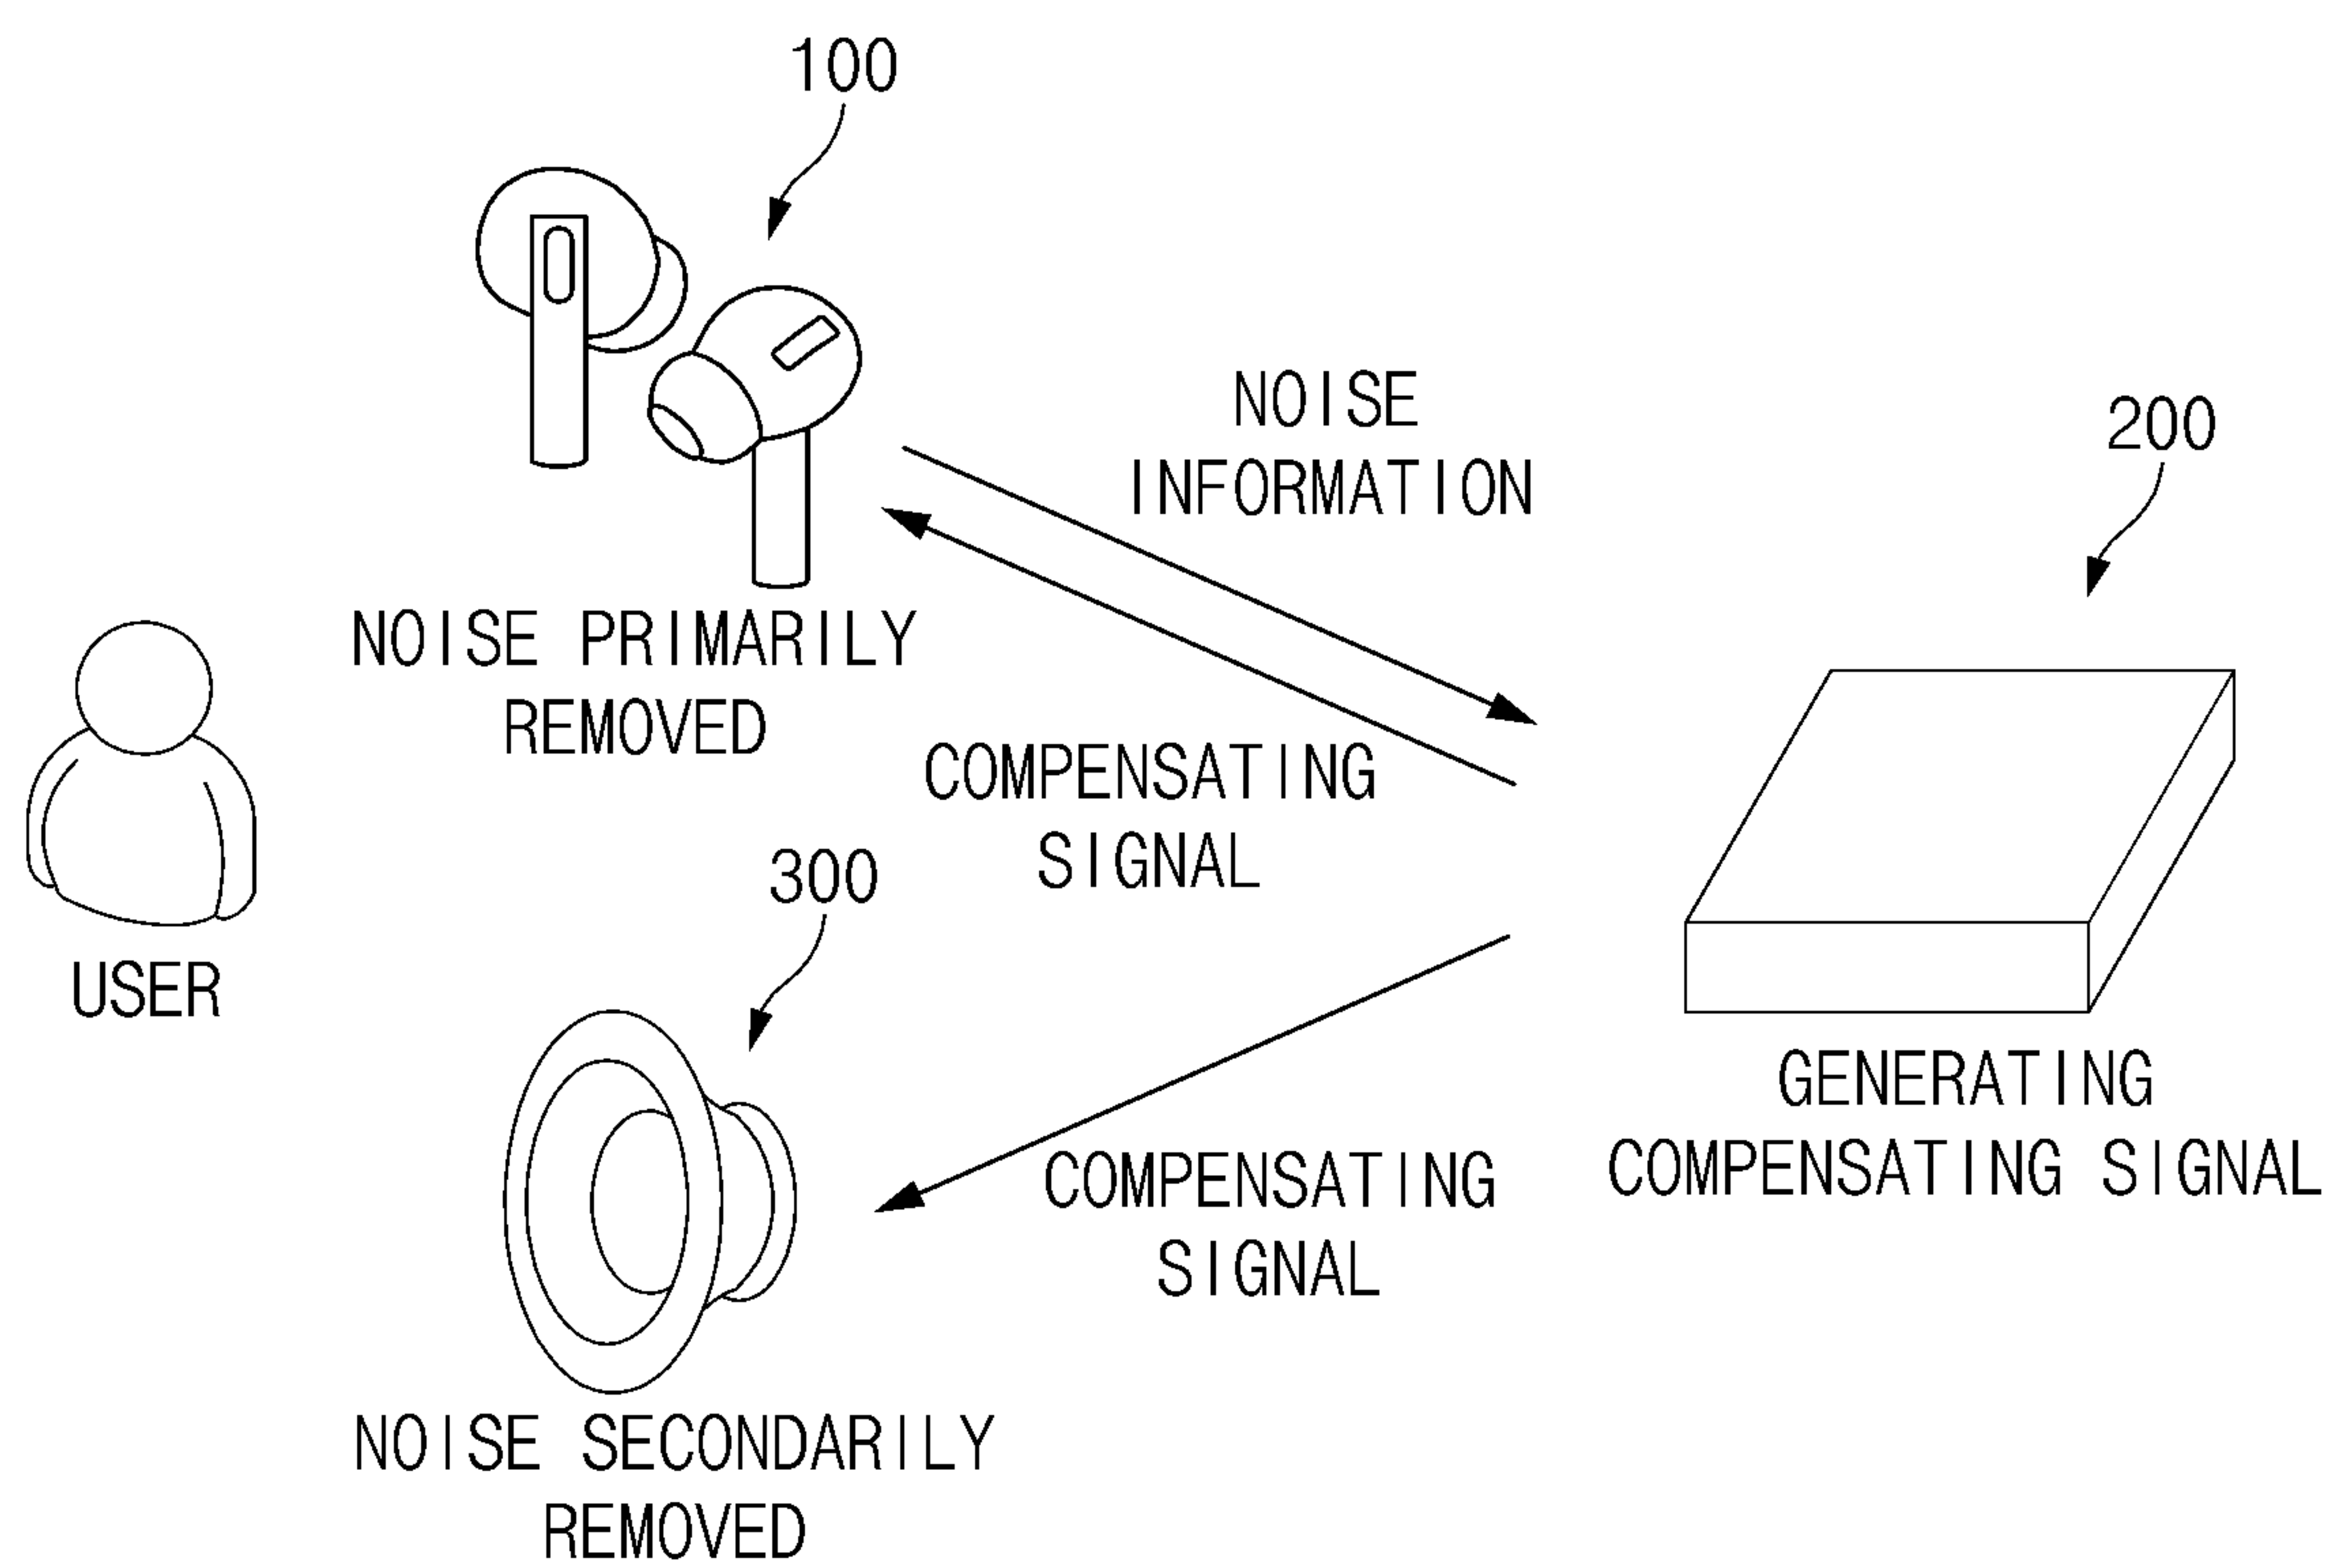 100
NOISE
INFORMATION
200
NOISE PRIMARILY
REMOVED
COMPENSATING
SIGNAL
300
USER
GENERATING
COMPENSATING SIGNAL
COMPENSATING
SIGNAL
NOISE SECONDARILY
REMOVED